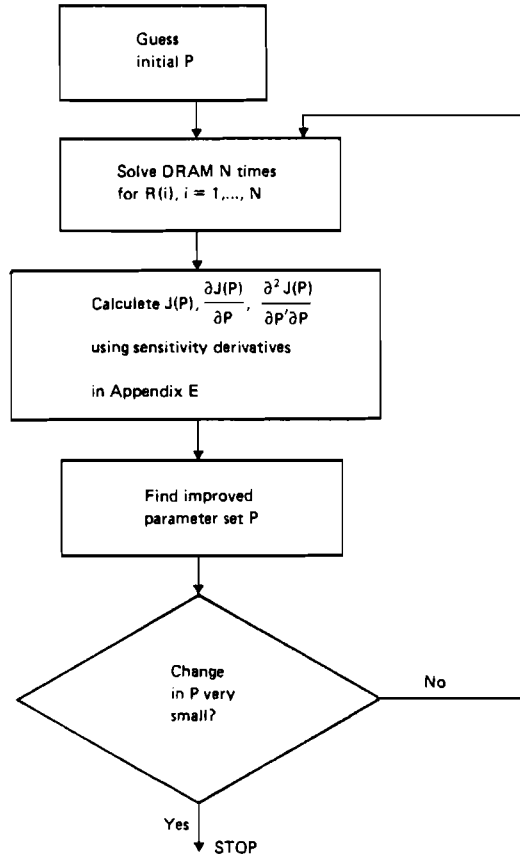 Guess
initial P
Solve DRAM N times
for R(i), i = 1,..., N
Calculate J(P), ∂J(P)/∂P, ∂² J(P)/∂P′∂P
using sensitivity derivatives
in Appendix E
Find improved
parameter set P
Change
in P very
small?
No
Yes
STOP